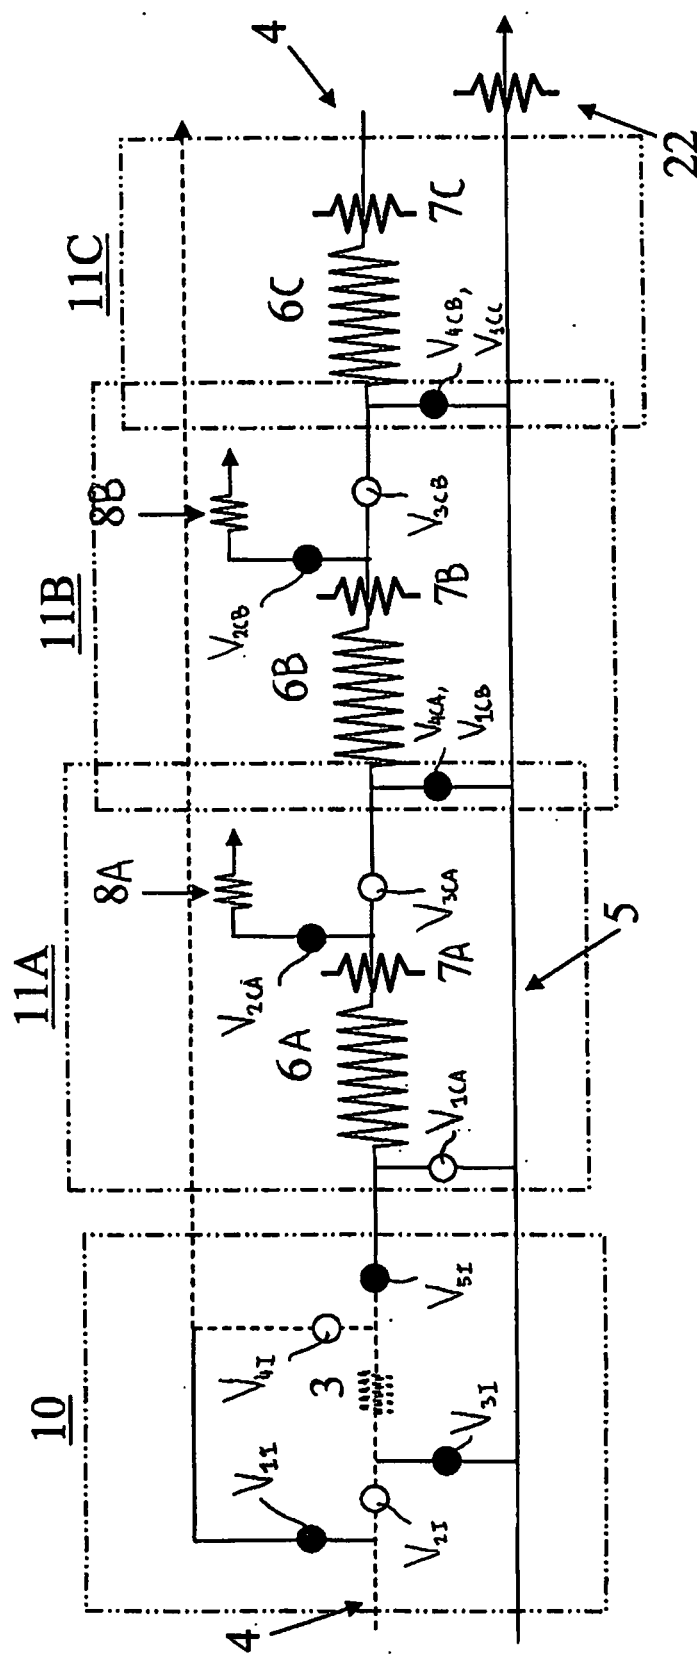 10
11A
11B
11C
4
V1I
V4I
3
V2I
V3I
V5I
6A
V2CA
8A
7A
V3CA
V1CA
V4CA,
V1CB
6B
V2CB
8B
7B
V3CB
V4CB,
V1CC
6C
7C
4
5
22